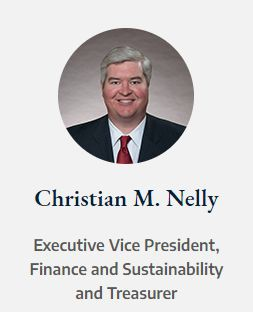 Christian M. Nelly
Executive Vice President,
Finance and Sustainability
and Treasurer